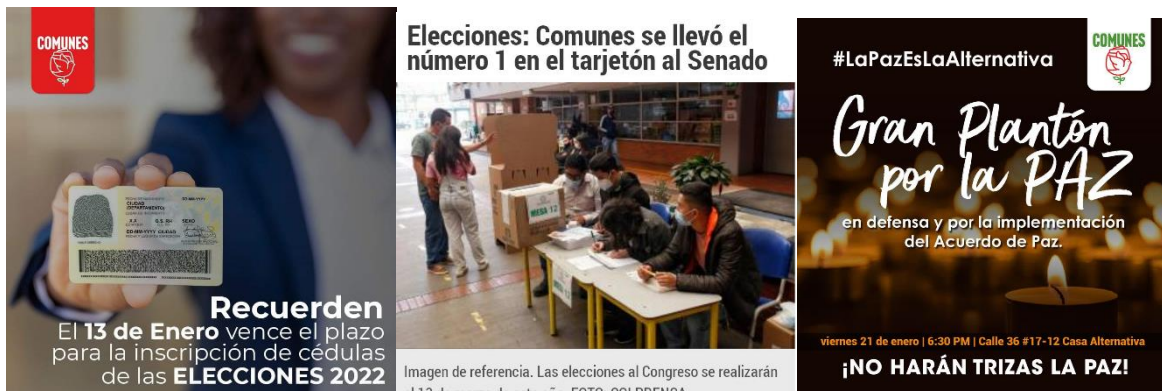 COMUNES
Recuerden
El 13 de Enero vence el plazo
para la inscripción de cédulas
de las ELECCIONES 2022
Elecciones: Comunes se llevó el
número 1 en el tarjetón al Senado
MESA 12
Imagen de referencia. Las elecciones al Congreso se realizarán
COMUNES
#LaPazEsLaAlternativa
Gran Plantón
por la PAZ
en defensa y por la implementación
del Acuerdo de Paz.
viernes 21 de enero | 6:30 PM | Calle 36 #17-12 Casa Alternativa
¡NO HARÁN TRIZAS LA PAZ!